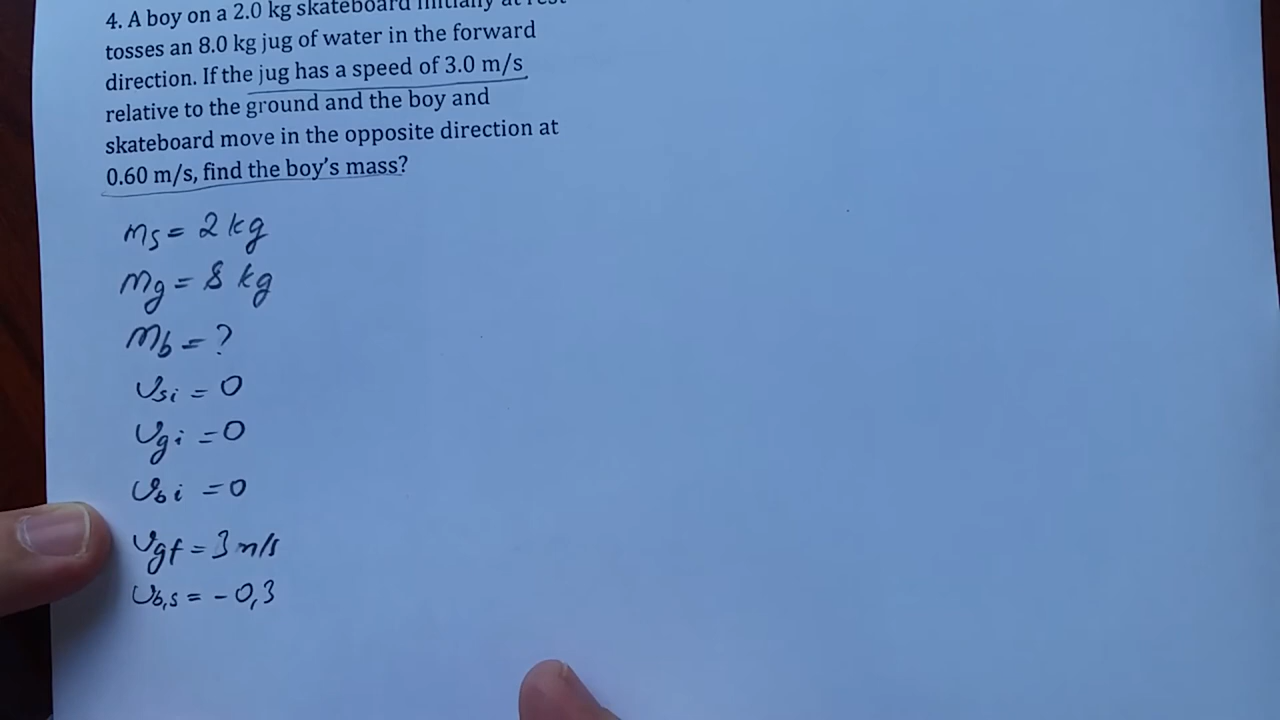 4. A boy on a 2.0 kg skateboard initially at rest
tosses an 8.0 kg jug of water in the forward
direction. If the jug has a speed of 3.0 m/s
relative to the ground and the boy and
skateboard move in the opposite direction at
0.60 m/s, find the boy's mass?
ms = 2 kg
mg = 8 kg
mb = ?
vsi = 0
vgi = 0
vbi = 0
vgf = 3 m/s
vb,s = - 0,3